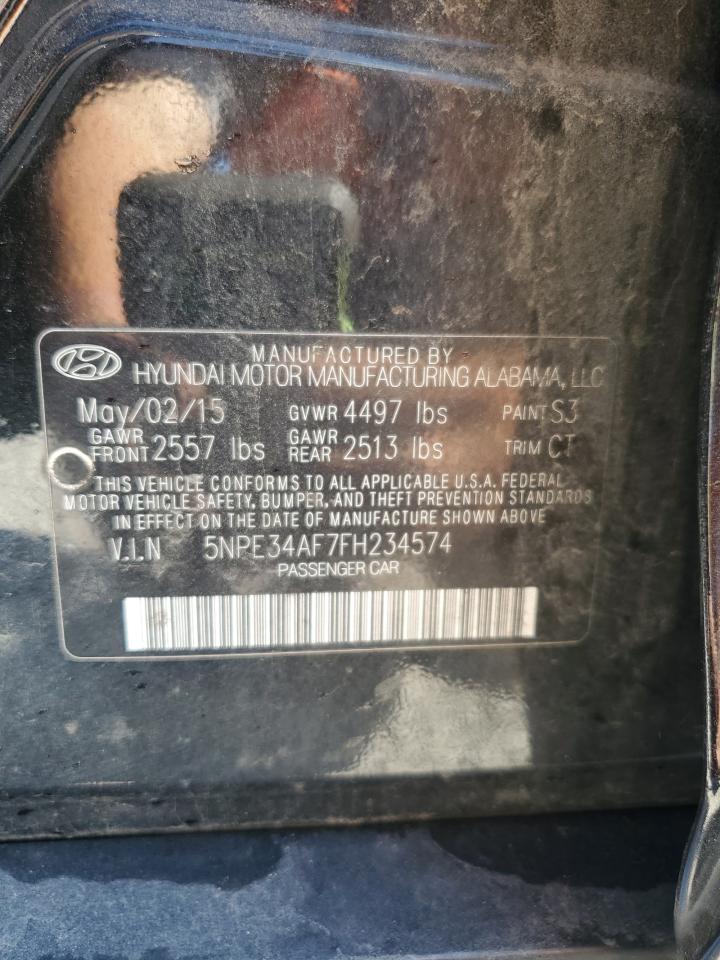 MANUFACTURED BY
HYUNDAI MOTOR MANUFACTURING ALABAMA, LLC
May/02/15 GVWR 4497 lbs PAINT S3
GAWR FRONT 2557 lbs GAWR REAR 2513 lbs TRIM CT
THIS VEHICLE CONFORMS TO ALL APPLICABLE U.S.A. FEDERAL
MOTOR VEHICLE SAFETY, BUMPER, AND THEFT PREVENTION STANDARDS
IN EFFECT ON THE DATE OF MANUFACTURE SHOWN ABOVE
V.I.N 5NPE34AF7FH234574
PASSENGER CAR